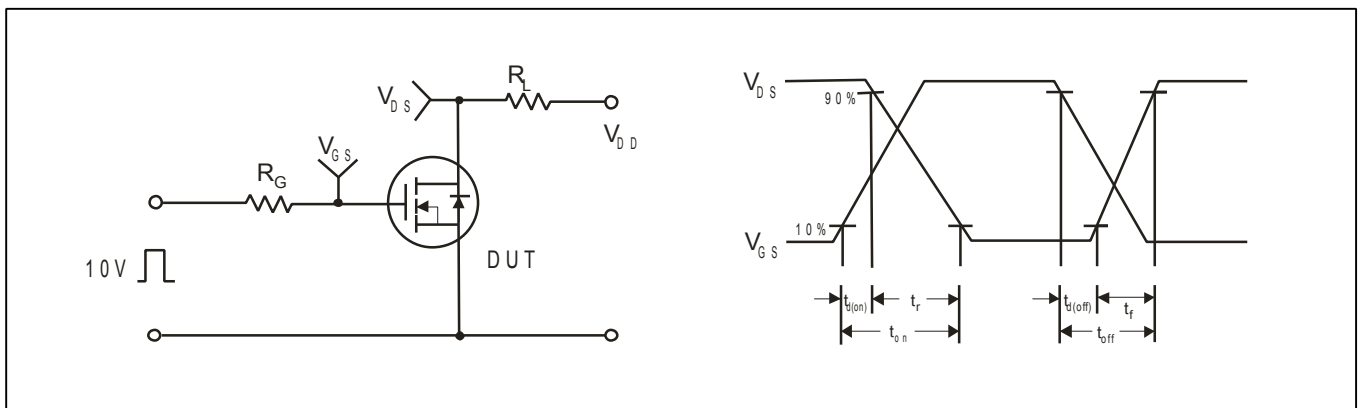 R_L
V_DS
V_DD
V_GS
R_G
10V
DUT
V_DS
90%
10%
V_GS
t_d(on)
t_r
t_on
t_d(off)
t_f
t_off